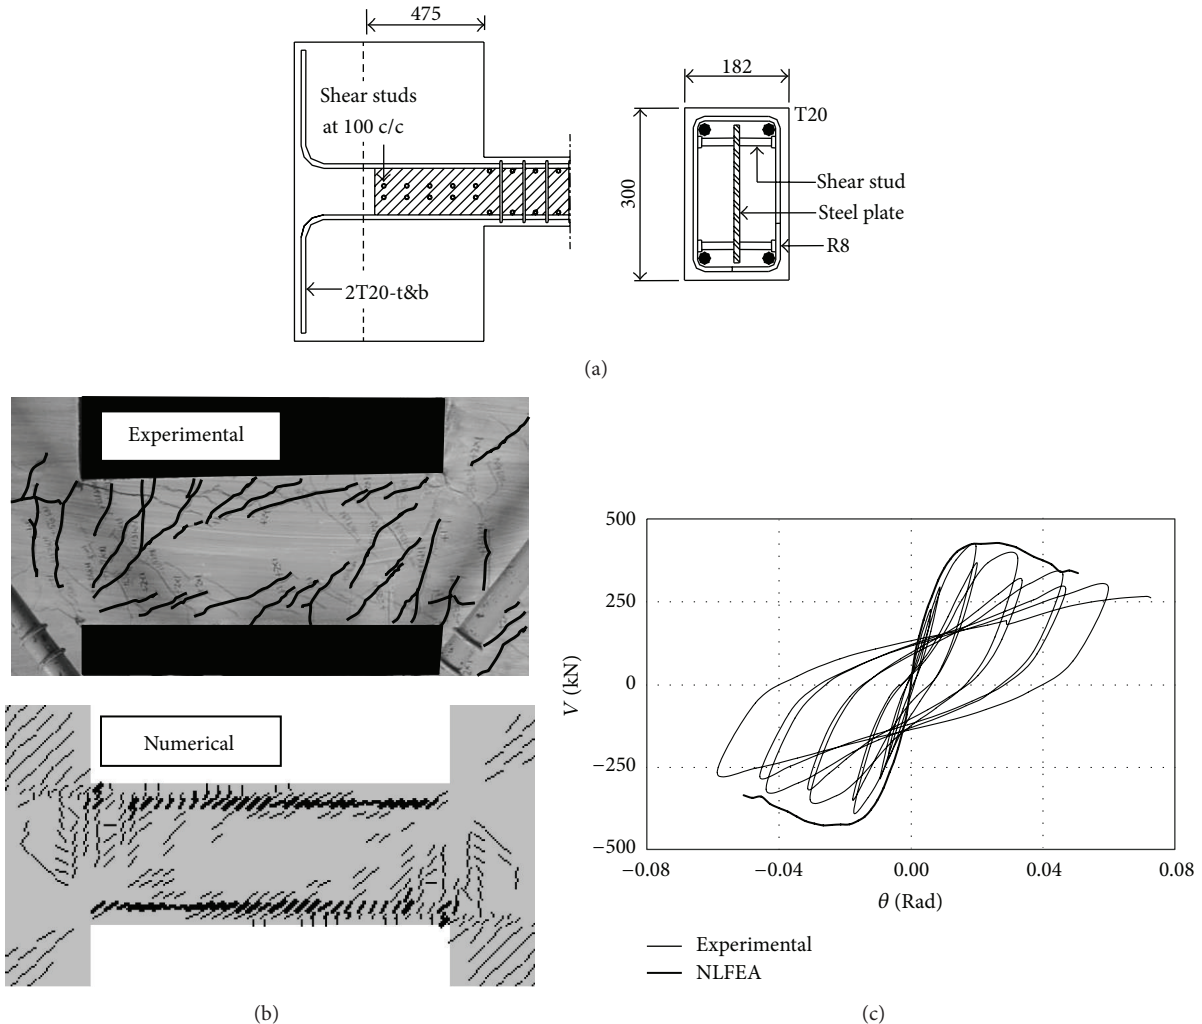 475
Shear studs
at 100 c/c
2T20-t&b
182
300
T20
Shear stud
Steel plate
R8
(a)
Experimental
Numerical
(b)
V (kN)
500
250
0
−250
−500
−0.08
−0.04
0.00
0.04
0.08
θ (Rad)
Experimental
NLFEA
(c)